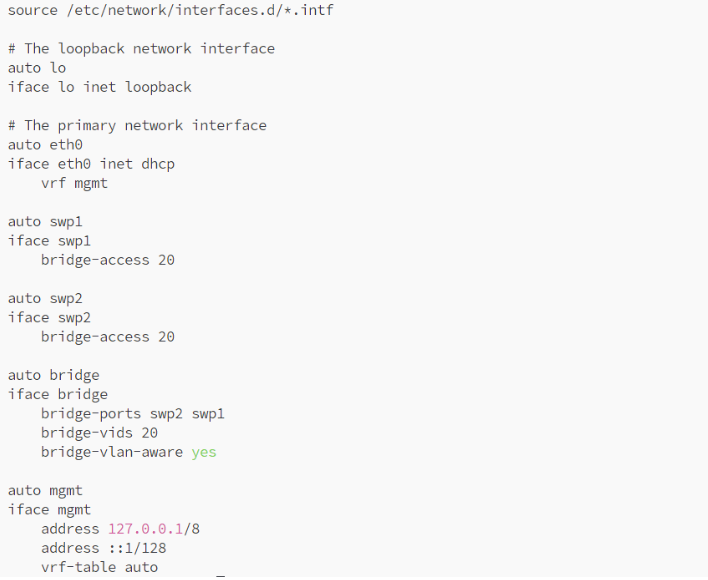 source /etc/network/interfaces.d/*.intf
# The loopback network interface
auto lo
iface lo inet loopback
# The primary network interface
auto eth0
iface eth0 inet dhcp
vrf mgmt
auto swp1
iface swp1
bridge-access 20
auto swp2
iface swp2
bridge-access 20
auto bridge
iface bridge
bridge-ports swp2 swp1
bridge-vids 20
bridge-vlan-aware yes
auto mgmt
iface mgmt
address 127.0.0.1/8
address ::1/128
vrf-table auto